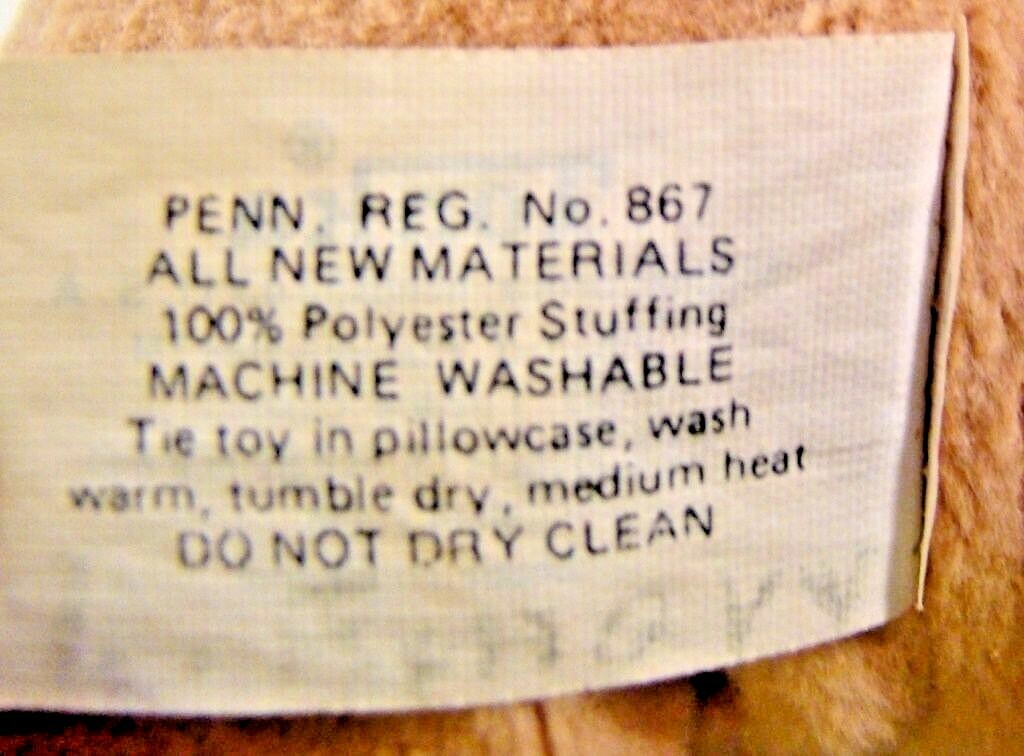 PENN. REG. No. 867
ALL NEW MATERIALS
100% Polyester Stuffing
MACHINE WASHABLE
Tie toy in pillowcase, wash
warm, tumble dry, medium heat
DO NOT DRY CLEAN